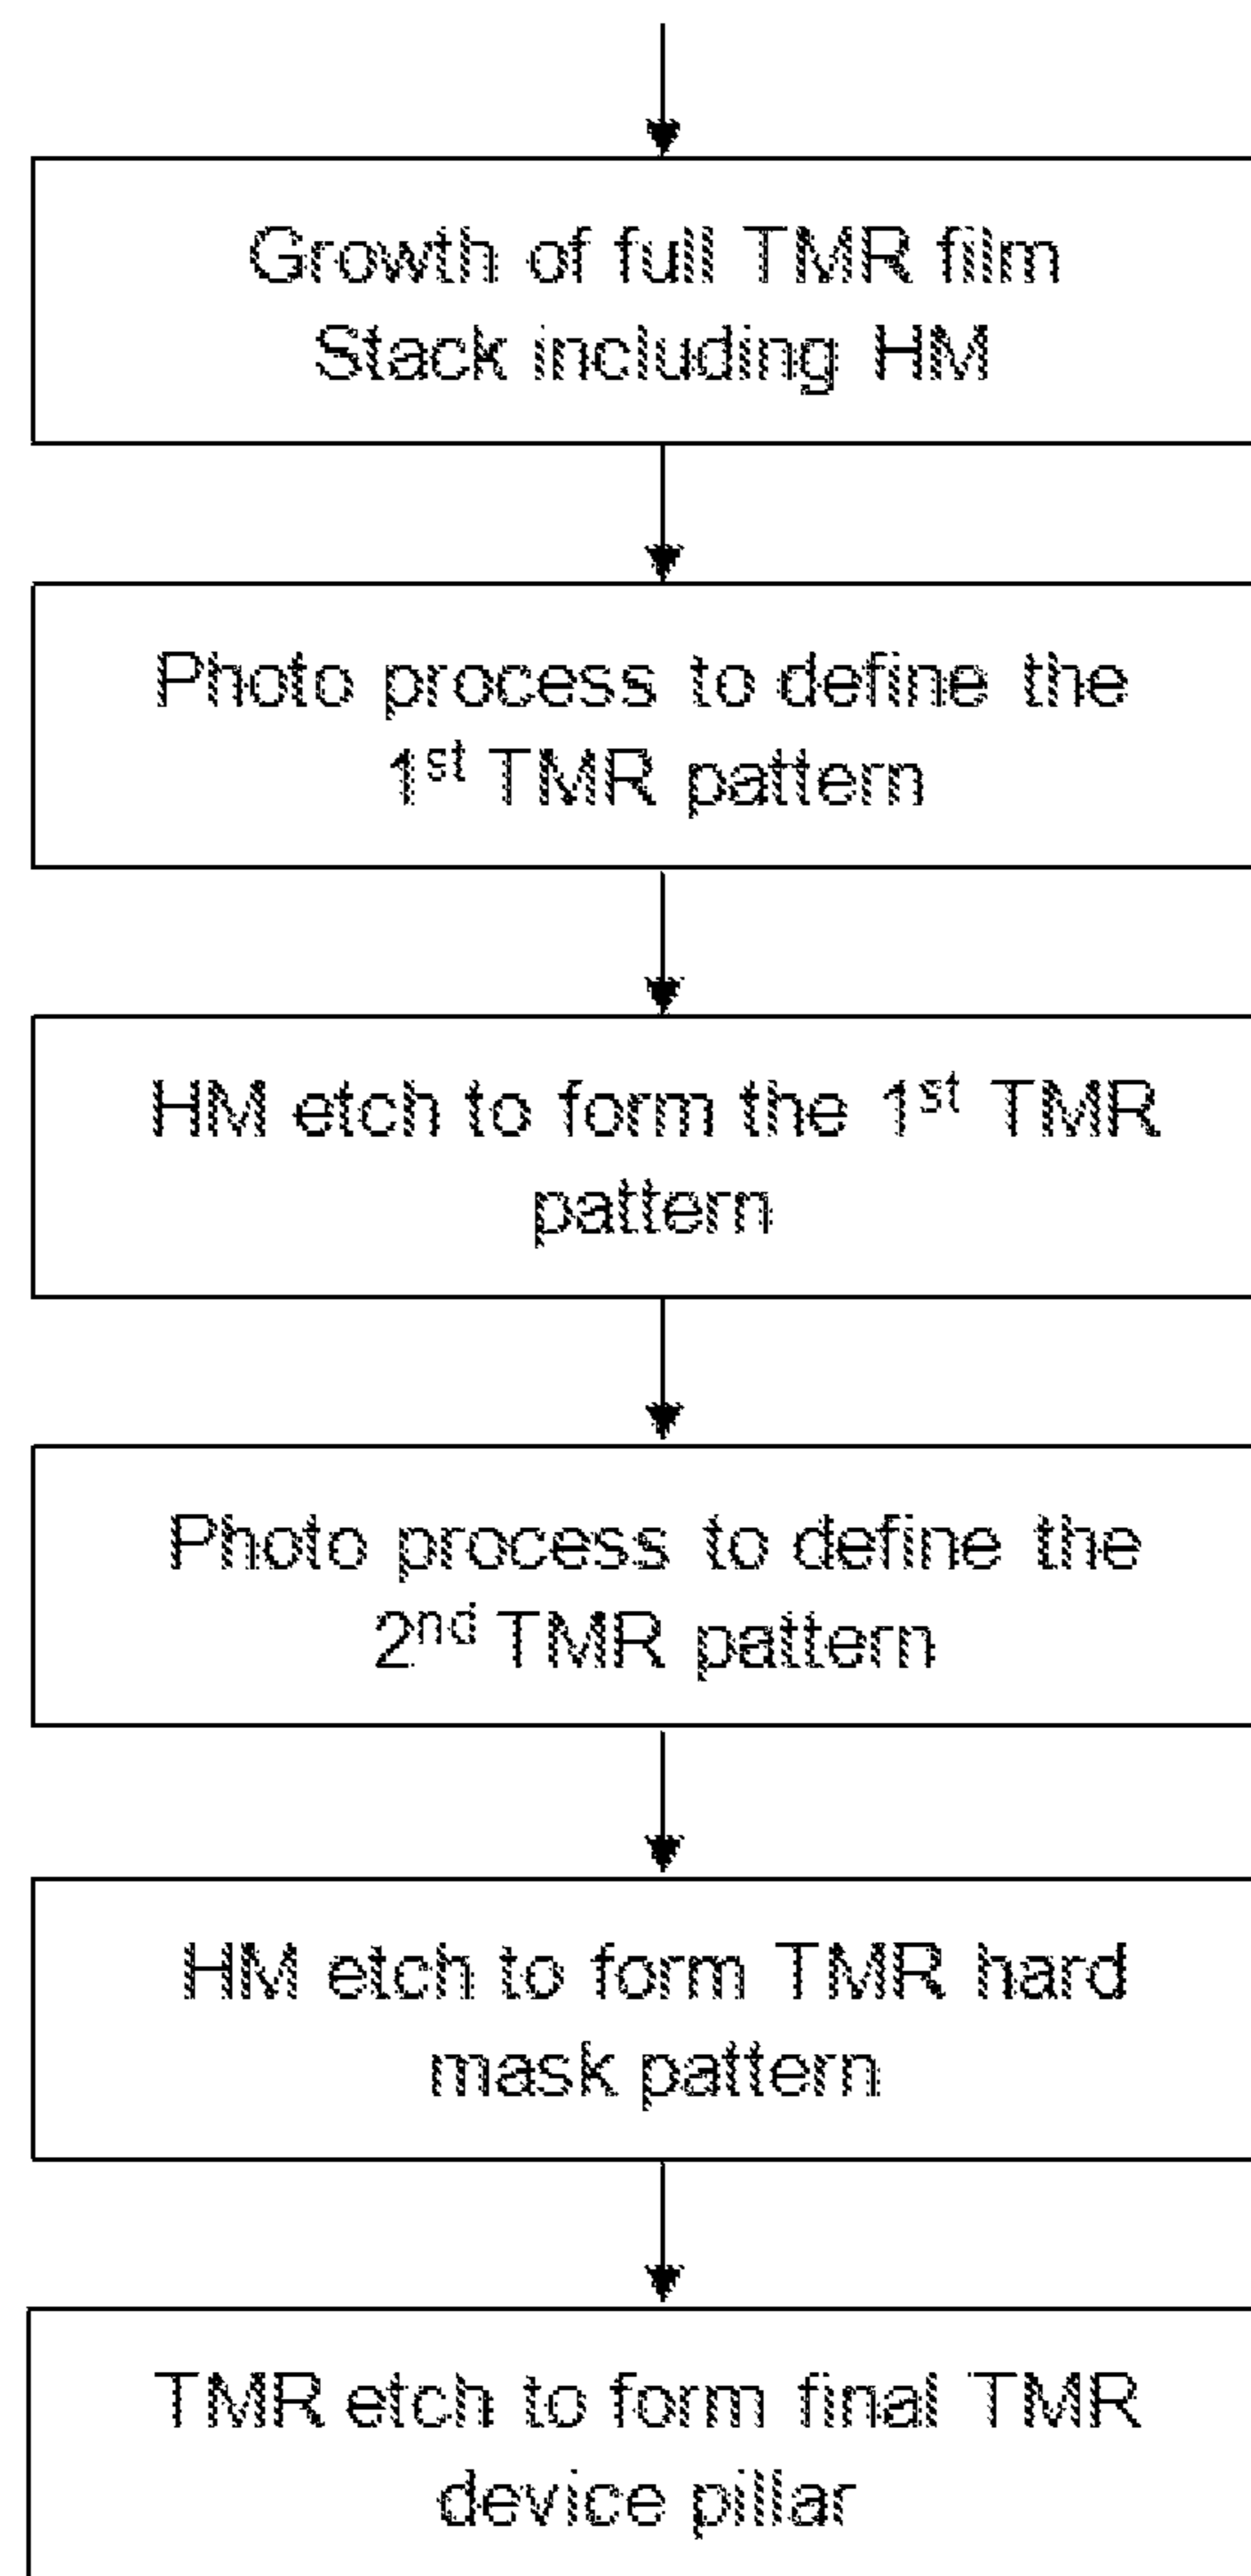 Growth of full TMR film
Stack including HM
Photo process to define the
1st TMR pattern
HM etch to form the 1st TMR
pattern
Photo process to define the
2nd TMR pattern
HM etch to form TMR hard
mask pattern
TMR etch to form final TMR
device pillar